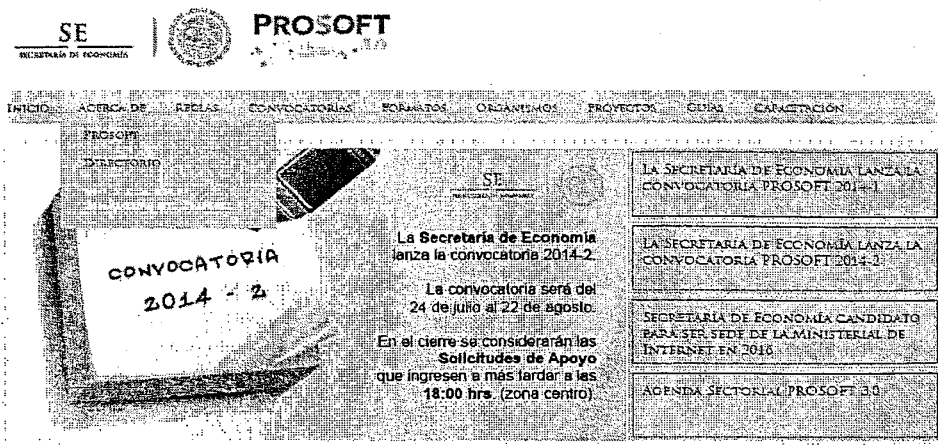 SE
SECRETARÍA DE ECONOMÍA
PROSOFT
3.0
INICIO ACERCA DE REGLAS CONVOCATORIAS FORMATOS ORGANISMOS PROYECTOS GUÍAS CAPACITACIÓN
PROSOFT
DIRECTORIO
CONVOCATORIA
2014 - 2
SE
La Secretaría de Economía
lanza la convocatoria 2014-2.
La convocatoria será del
24 de julio al 22 de agosto.
En el cierre se considerarán las
Solicitudes de Apoyo
que ingresen a más tardar a las
18:00 hrs. (zona centro)
LA SECRETARÍA DE ECONOMÍA LANZA LA
CONVOCATORIA PROSOFT 2014-1
LA SECRETARÍA DE ECONOMÍA LANZA LA
CONVOCATORIA PROSOFT 2014-2
SECRETARÍA DE ECONOMÍA CANDIDATO
PARA SER SEDE DE LA MINISTERIAL DE
INTERNET EN 2016
AGENDA SECTORIAL PROSOFT 3.0